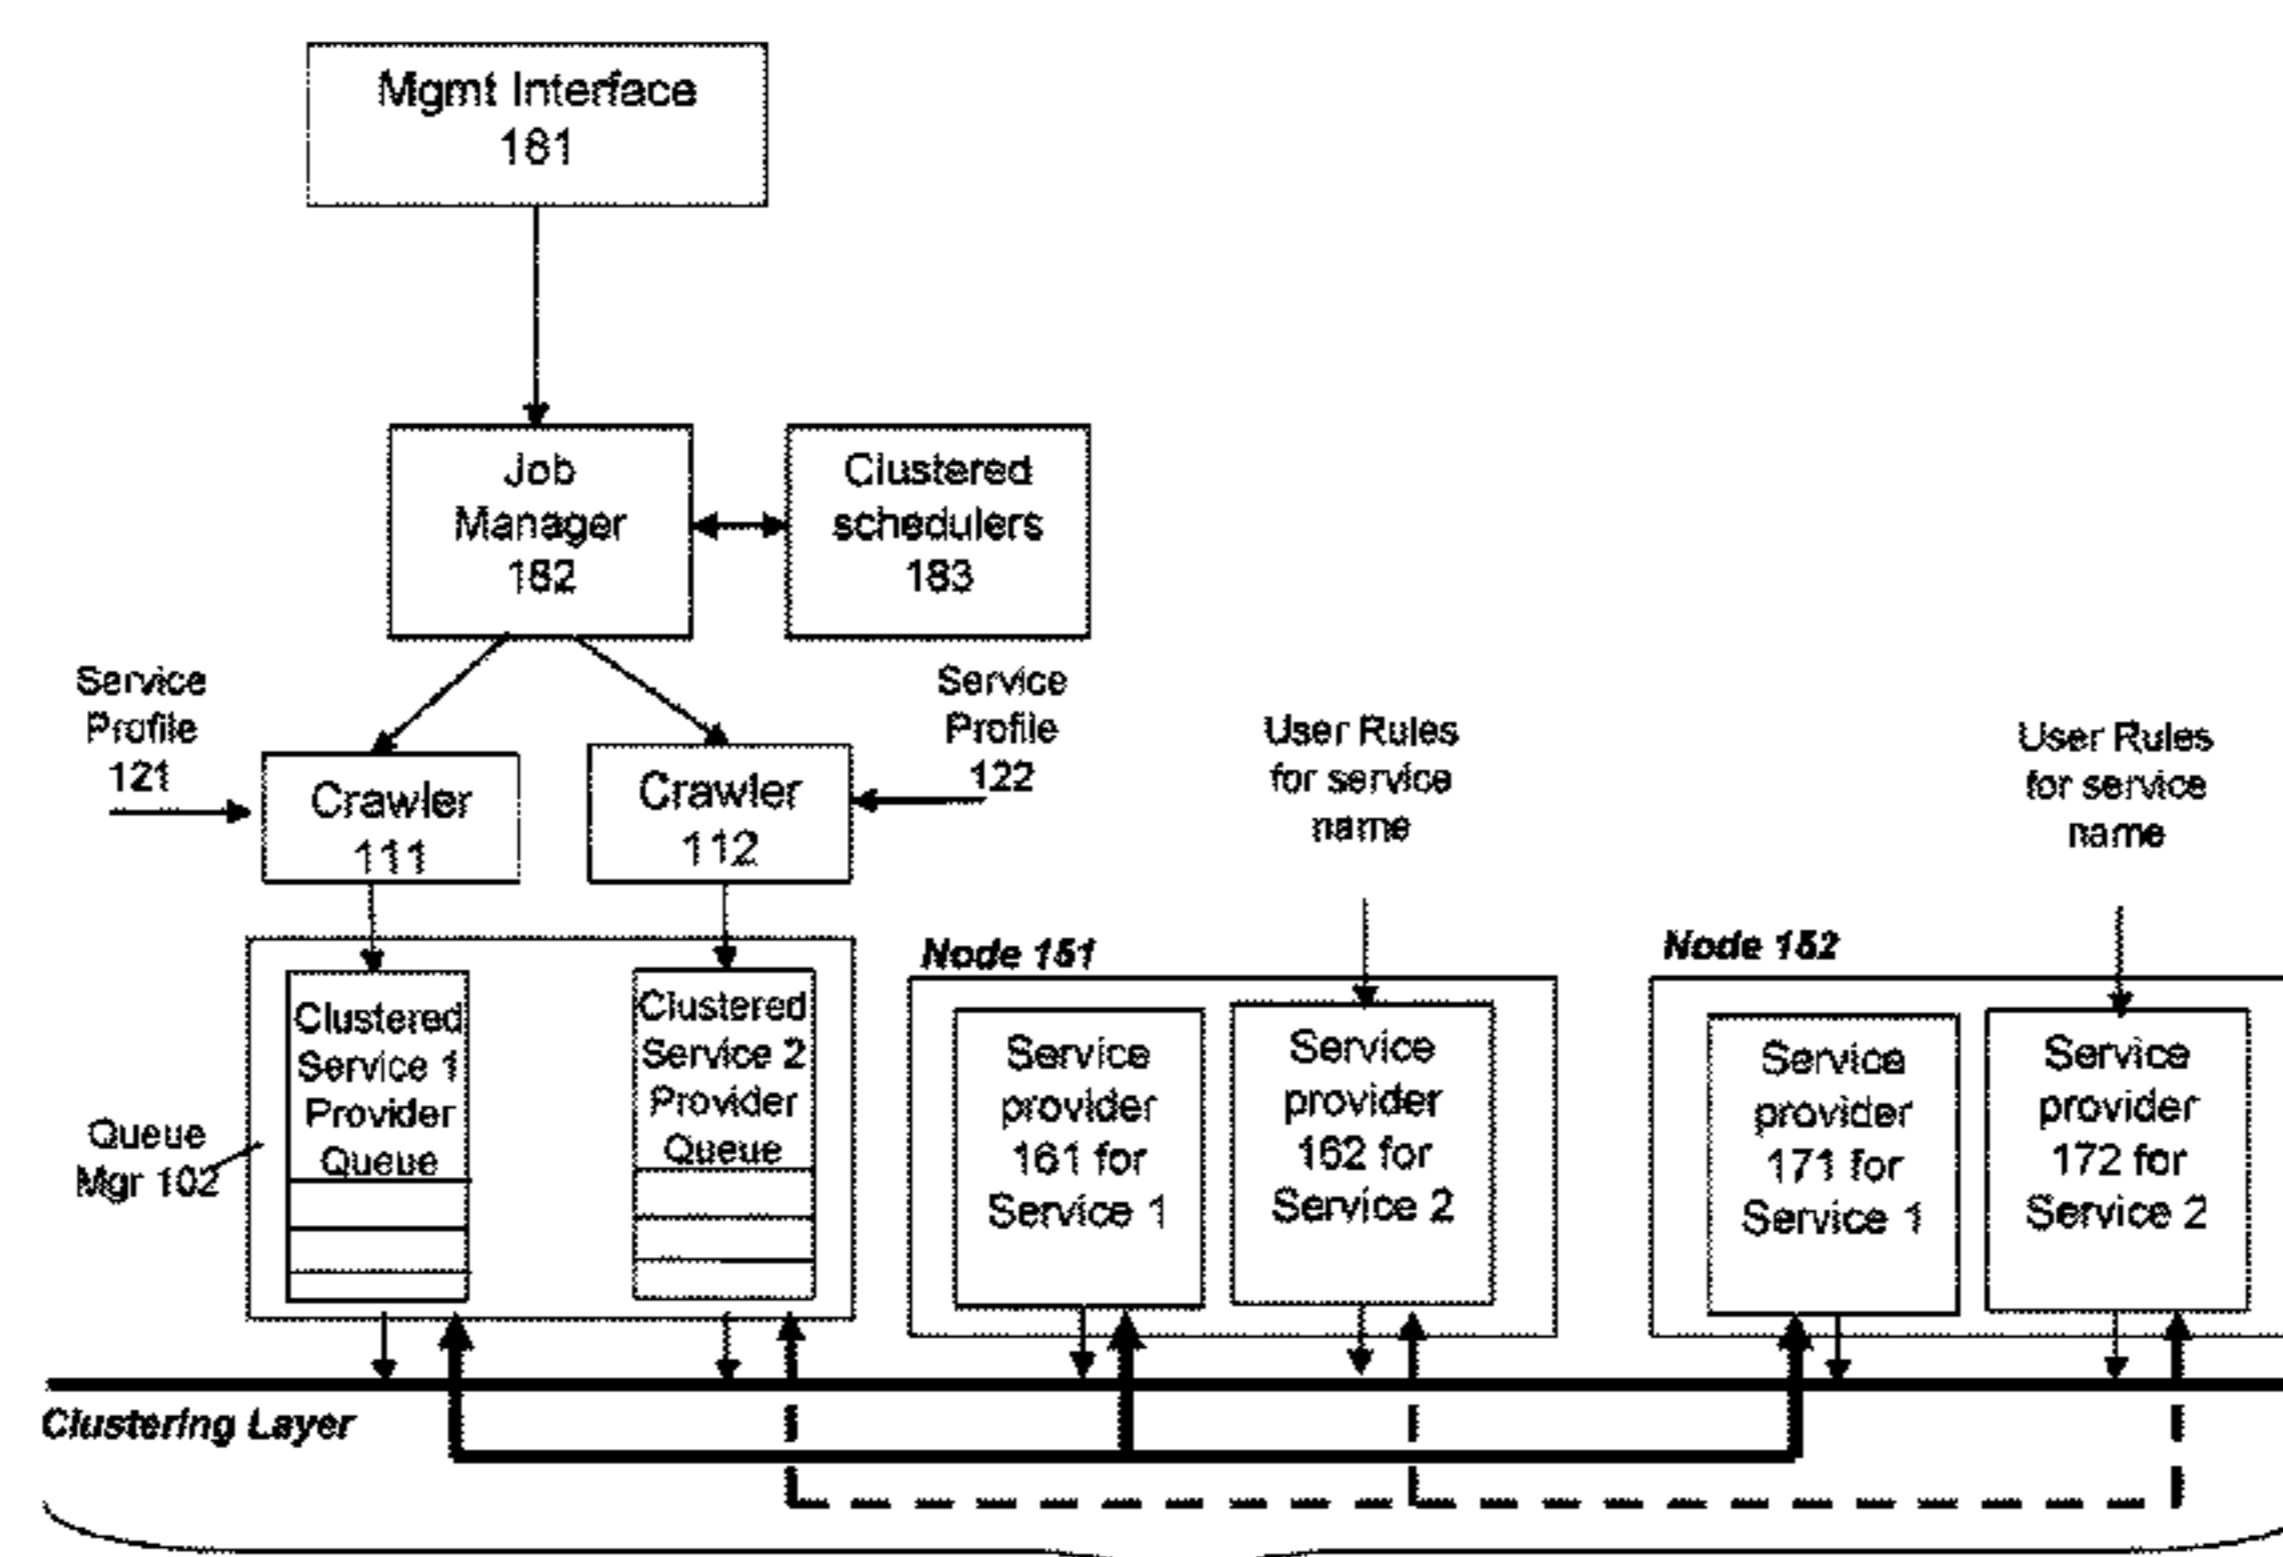 Mgmt Interface
181
Job
Manager
182
Clustered
schedulers
183
Service
Profile
121
Service
Profile
122
Crawler
111
Crawler
112
User Rules
for service
name
User Rules
for service
name
Queue
Mgr 102
Clustered
Service 1
Provider
Queue
Clustered
Service 2
Provider
Queue
Node 151
Service
provider
161 for
Service 1
Service
provider
162 for
Service 2
Node 152
Service
provider
171 for
Service 1
Service
provider
172 for
Service 2
Clustering Layer